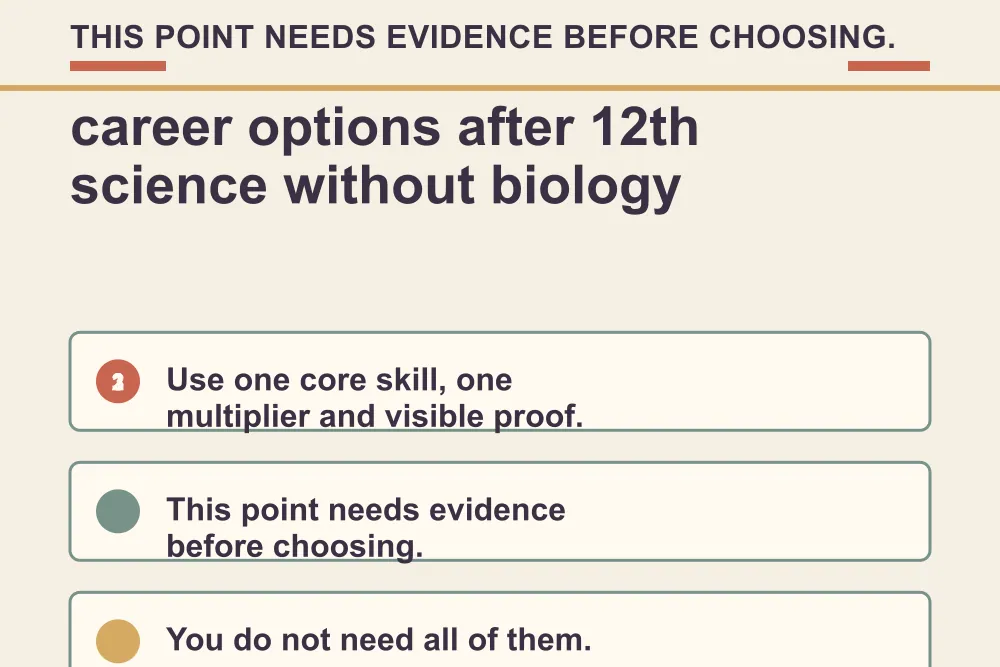 THIS POINT NEEDS EVIDENCE BEFORE CHOOSING.
career options after 12th
science without biology
Use one core skill, one
multiplier and visible proof.
This point needs evidence
before choosing.
You do not need all of them.